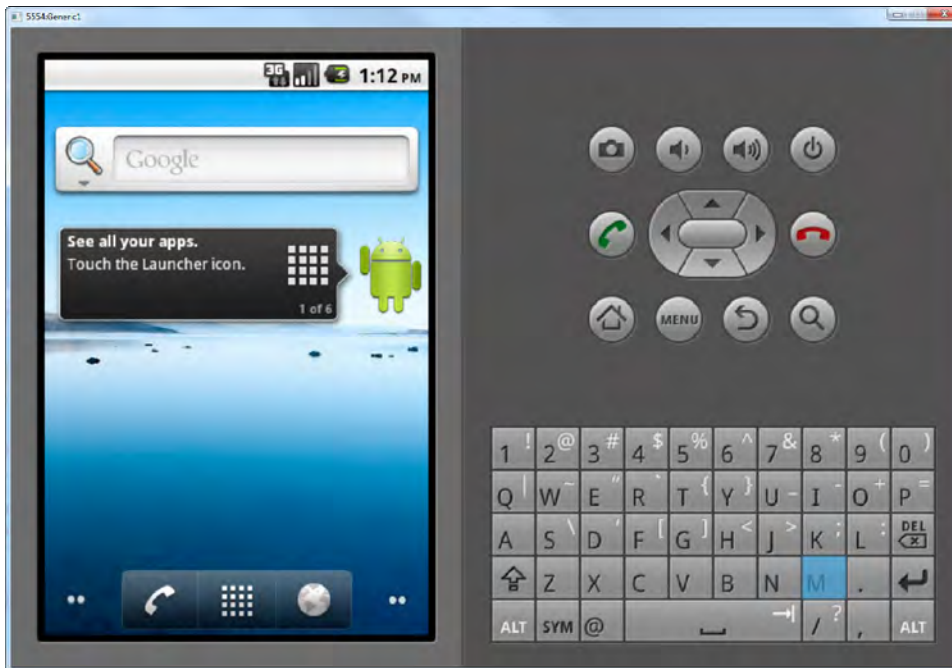 5554:Generic1
3G 1:12 PM
Google
See all your apps.
Touch the Launcher icon.
1 of 6
MENU
1 ! 2 @ 3 # 4 $ 5 % 6 ^ 7 & 8 * 9 ( 0 )
Q | W ~ E " R ` T { Y } U _ I - O + P =
A S \ D ' F [ G ] H < J > K ; L : DEL
Z X C V B N M .
ALT SYM @ / ? , ALT